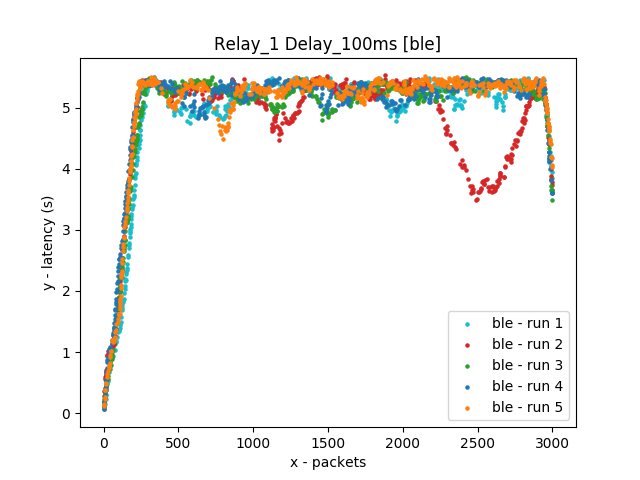 Relay_1 Delay_100ms [ble]
y - latency (s)
5
4
3
2
1
0
0 500 1000 1500 2000 2500 3000
x - packets
ble - run 1
ble - run 2
ble - run 3
ble - run 4
ble - run 5